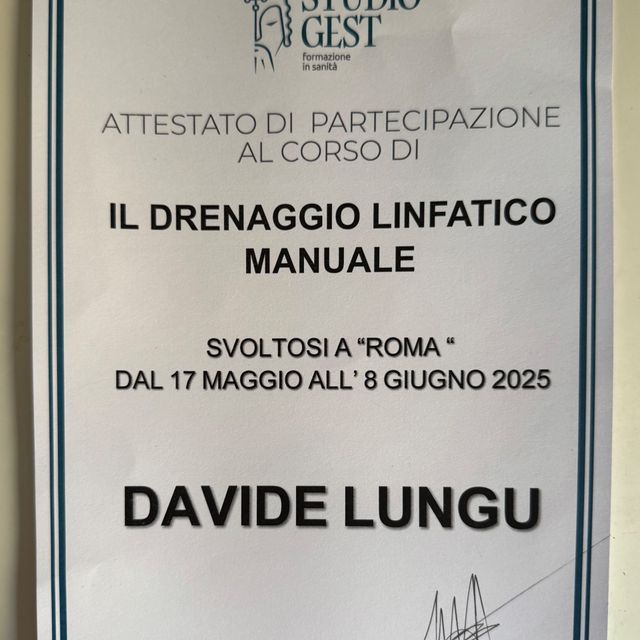 STUDIO
GEST
formazione
in sanità
ATTESTATO DI PARTECIPAZIONE
AL CORSO DI
IL DRENAGGIO LINFATICO
MANUALE
SVOLTOSI A “ROMA “
DAL 17 MAGGIO ALL’ 8 GIUGNO 2025
DAVIDE LUNGU